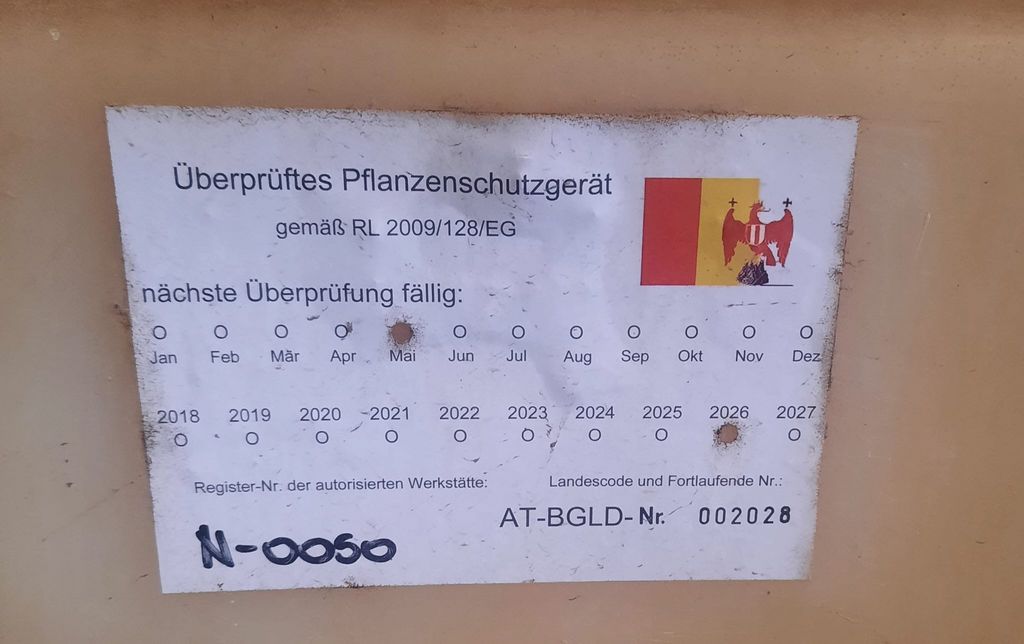 Überprüftes Pflanzenschutzgerät
gemäß RL 2009/128/EG
nächste Überprüfung fällig:
Jan Feb Mär Apr Mai Jun Jul Aug Sep Okt Nov Dez
2018 2019 2020 2021 2022 2023 2024 2025 2026 2027
Register-Nr. der autorisierten Werkstätte: Landescode und Fortlaufende Nr.:
N-0050 AT-BGLD-Nr. 002028